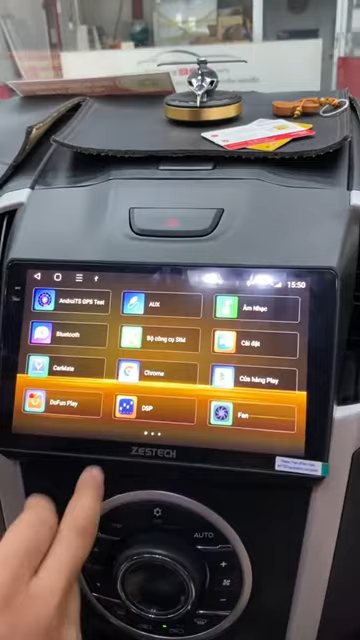 15:50
AndroiTS GPS Test
AUX
Âm Nhạc
Bluetooth
Bộ công cụ SIM
Cài đặt
CarMate
Chrome
Cửa hàng Play
DoFun Play
DSP
Fan
ZESTECH
AUTO